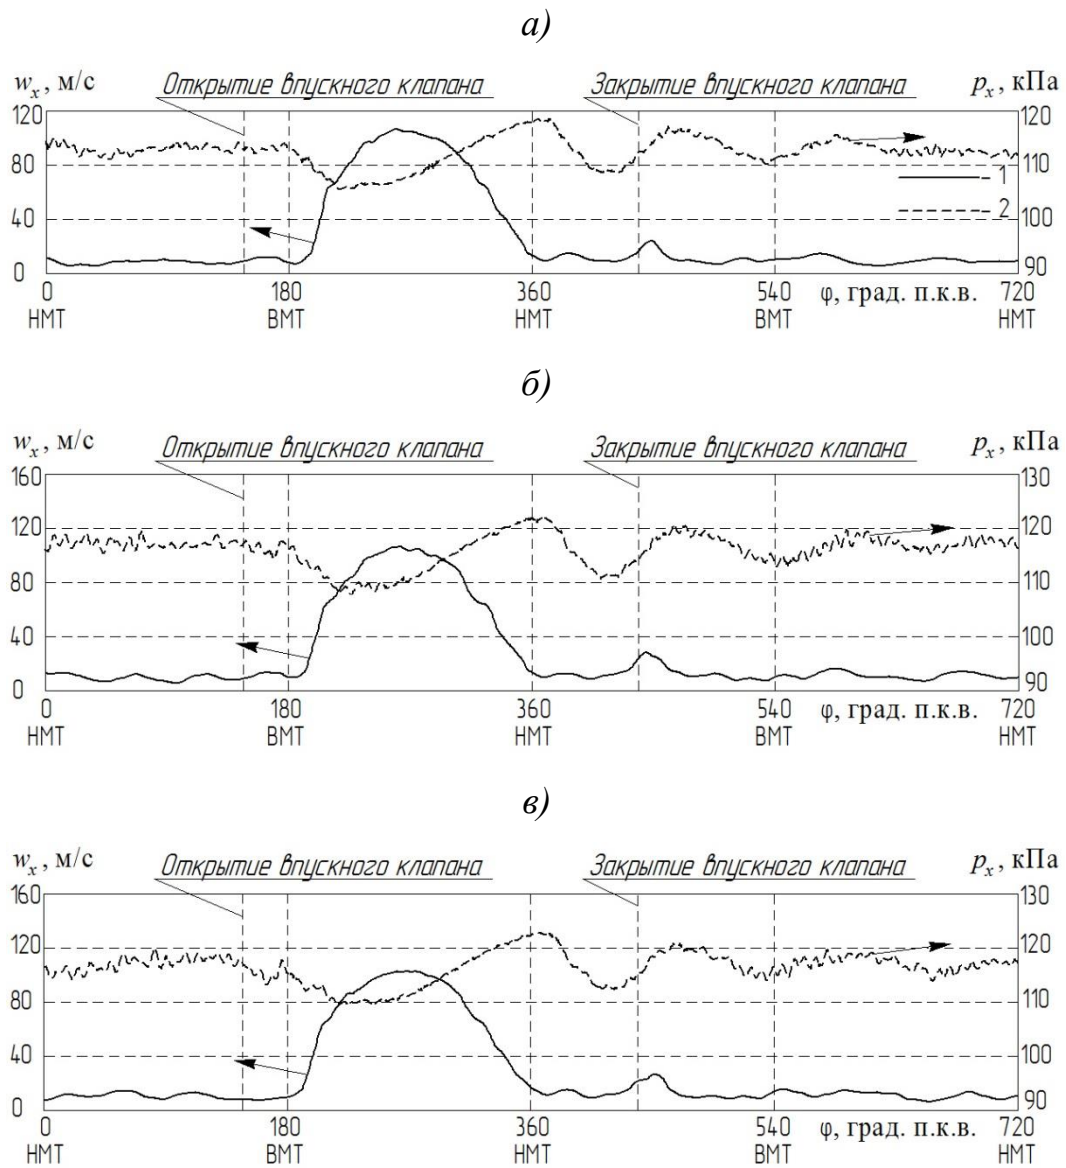 а)
w_x, м/с
Открытие впускного клапана
Закрытие впускного клапана
p_x, кПа
120
120
80
110
1
2
40
100
0
90
0
180
360
540
φ, град. п.к.в.
720
НМТ
ВМТ
НМТ
ВМТ
НМТ
б)
w_x, м/с
Открытие впускного клапана
Закрытие впускного клапана
p_x, кПа
160
130
120
120
80
110
40
100
0
90
0
180
360
540
φ, град. п.к.в.
720
НМТ
ВМТ
НМТ
ВМТ
НМТ
в)
w_x, м/с
Открытие впускного клапана
Закрытие впускного клапана
p_x, кПа
160
130
120
120
80
110
40
100
0
90
0
180
360
540
φ, град. п.к.в.
720
НМТ
ВМТ
НМТ
ВМТ
НМТ